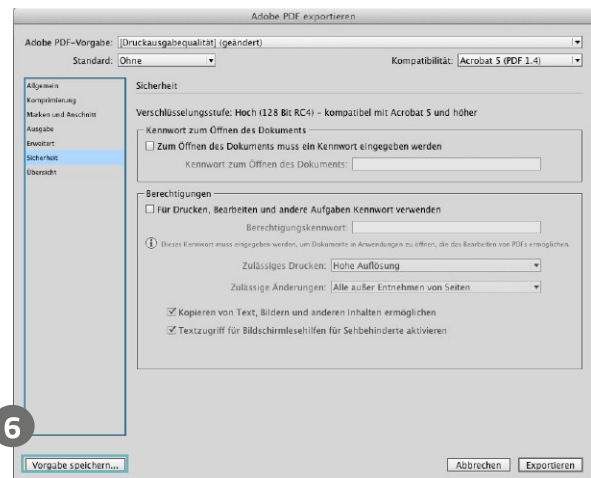 Adobe PDF exportieren
Adobe PDF-Vorgabe: [Druckausgabequalität] (geändert)
Standard: Ohne Kompatibilität: Acrobat 5 (PDF 1.4)
Allgemein
Komprimierung
Marken und Anschnitt
Ausgabe
Erweitert
Sicherheit
Übersicht
Sicherheit
Verschlüsselungsstufe: Hoch (128 Bit RC4) – kompatibel mit Acrobat 5 und höher
Kennwort zum Öffnen des Dokuments
Zum Öffnen des Dokuments muss ein Kennwort eingegeben werden
Kennwort zum Öffnen des Dokuments:
Berechtigungen
Für Drucken, Bearbeiten und andere Aufgaben Kennwort verwenden
Berechtigungskennwort:
Dieses Kennwort muss eingegeben werden, um Dokumente in Anwendungen zu öffnen, die das Bearbeiten von PDFs ermöglichen.
Zulässiges Drucken: Hohe Auflösung
Zulässige Änderungen: Alle außer Entnehmen von Seiten
Kopieren von Text, Bildern und anderen Inhalten ermöglichen
Textzugriff für Bildschirmlesehilfen für Sehbehinderte aktivieren
6
Vorgabe speichern... Abbrechen Exportieren